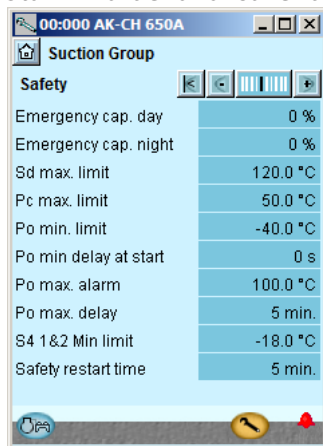 00:000 AK-CH 650A
Suction Group
Safety
Emergency cap. day 0 %
Emergency cap. night 0 %
Sd max. limit 120.0 °C
Pc max. limit 50.0 °C
Po min. limit -40.0 °C
Po min delay at start 0 s
Po max. alarm 100.0 °C
Po max. delay 5 min.
S4 1&2 Min limit -18.0 °C
Safety restart time 5 min.